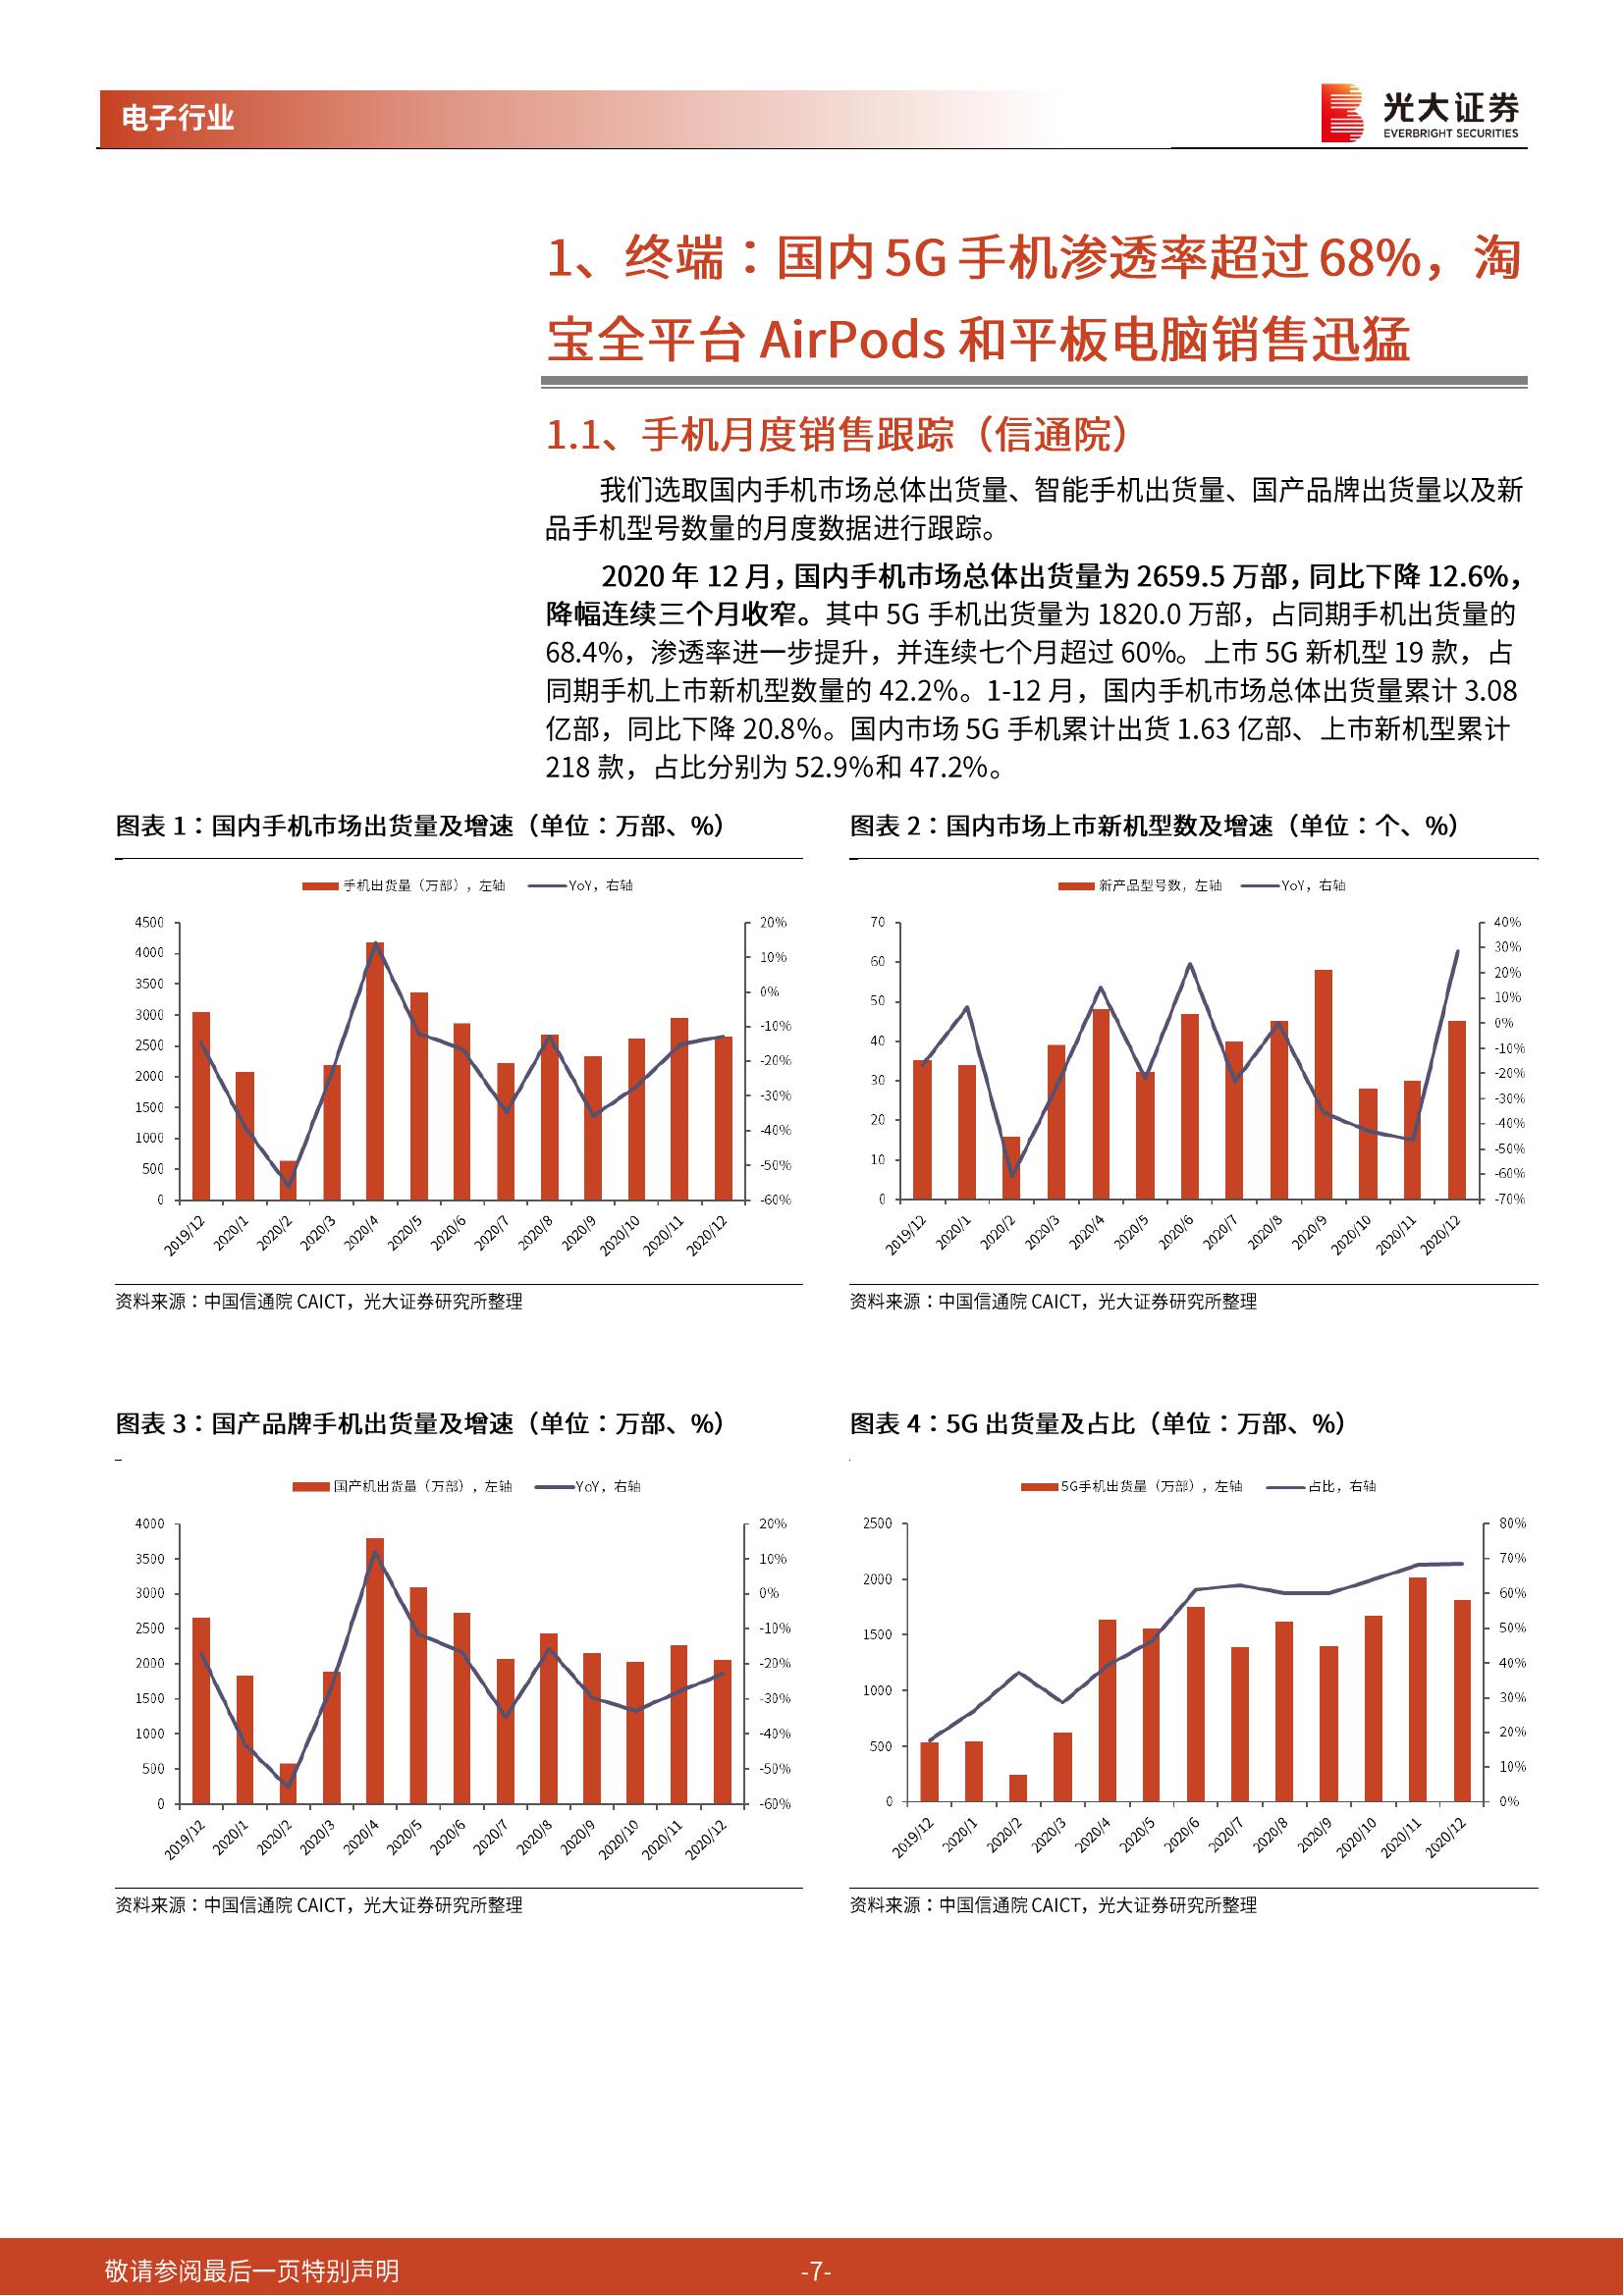 电子行业
光大证券
EVERBRIGHT SECURITIES
1、终端：国内 5G 手机渗透率超过 68%，淘
宝全平台 AirPods 和平板电脑销售迅猛
1.1、手机月度销售跟踪（信通院）
我们选取国内手机市场总体出货量、智能手机出货量、国产品牌出货量以及新
品手机型号数量的月度数据进行跟踪。
2020 年 12 月，国内手机市场总体出货量为 2659.5 万部，同比下降 12.6%，
降幅连续三个月收窄。其中 5G 手机出货量为 1820.0 万部，占同期手机出货量的
68.4%，渗透率进一步提升，并连续七个月超过 60%。上市 5G 新机型 19 款，占
同期手机上市新机型数量的 42.2%。1-12 月，国内手机市场总体出货量累计 3.08
亿部，同比下降 20.8%。国内市场 5G 手机累计出货 1.63 亿部、上市新机型累计
218 款，占比分别为 52.9%和 47.2%。
图表 1：国内手机市场出货量及增速（单位：万部、%）
手机出货量（万部），左轴 YoY，右轴
4500 20%
4000 10%
3500 0%
3000 -10%
2500 -20%
2000 -30%
1500 -40%
1000 -50%
500 -60%
0
2019/12 2020/1 2020/2 2020/3 2020/4 2020/5 2020/6 2020/7 2020/8 2020/9 2020/10 2020/11 2020/12
资料来源：中国信通院 CAICT，光大证券研究所整理
图表 2：国内市场上市新机型数及增速（单位：个、%）
新产品型号数，左轴 YoY，右轴
70 40%
60 30%
50 20%
40 10%
30 0%
20 -10%
10 -20%
0 -30%
-40%
-50%
-60%
-70%
2019/12 2020/1 2020/2 2020/3 2020/4 2020/5 2020/6 2020/7 2020/8 2020/9 2020/10 2020/11 2020/12
资料来源：中国信通院 CAICT，光大证券研究所整理
图表 3：国产品牌手机出货量及增速（单位：万部、%）
国产机出货量（万部），左轴 YoY，右轴
4000 20%
3500 10%
3000 0%
2500 -10%
2000 -20%
1500 -30%
1000 -40%
500 -50%
0 -60%
2019/12 2020/1 2020/2 2020/3 2020/4 2020/5 2020/6 2020/7 2020/8 2020/9 2020/10 2020/11 2020/12
资料来源：中国信通院 CAICT，光大证券研究所整理
图表 4：5G 出货量及占比（单位：万部、%）
5G手机出货量（万部），左轴 占比，右轴
2500 80%
2000 70%
1500 60%
1000 50%
500 40%
0 30%
20%
10%
0%
2019/12 2020/1 2020/2 2020/3 2020/4 2020/5 2020/6 2020/7 2020/8 2020/9 2020/10 2020/11 2020/12
资料来源：中国信通院 CAICT，光大证券研究所整理
敬请参阅最后一页特别声明 -7-